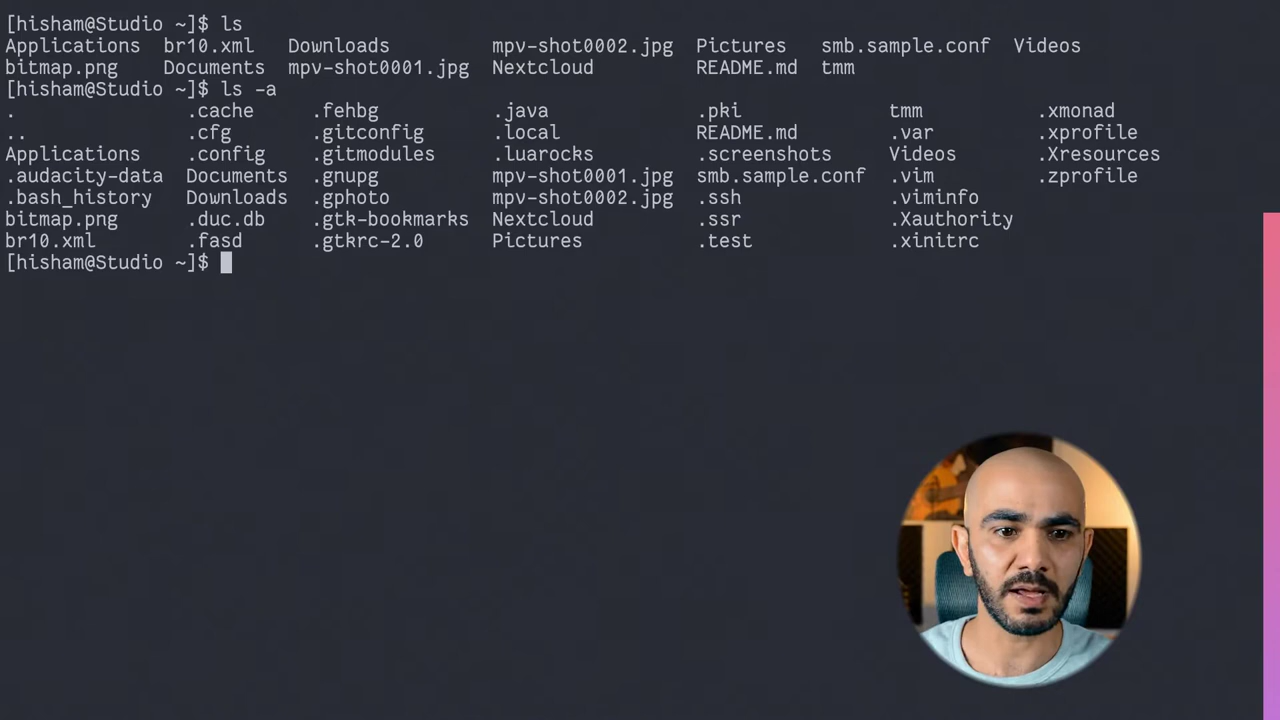 [hisham@Studio ~]$ ls
Applications br10.xml Downloads mpv-shot0002.jpg Pictures smb.sample.conf Videos
bitmap.png Documents mpv-shot0001.jpg Nextcloud README.md tmm
[hisham@Studio ~]$ ls -a
. .cache .fehbg .java .pki tmm .xmonad
.. .cfg .gitconfig .local README.md .var .xprofile
Applications .config .gitmodules .luarocks .screenshots Videos .Xresources
.audacity-data Documents .gnupg mpv-shot0001.jpg smb.sample.conf .vim .zprofile
.bash_history Downloads .gphoto mpv-shot0002.jpg .ssh .viminfo
bitmap.png .duc.db .gtk-bookmarks Nextcloud .ssr .Xauthority
br10.xml .fasd .gtkrc-2.0 Pictures .test .xinitrc
[hisham@Studio ~]$